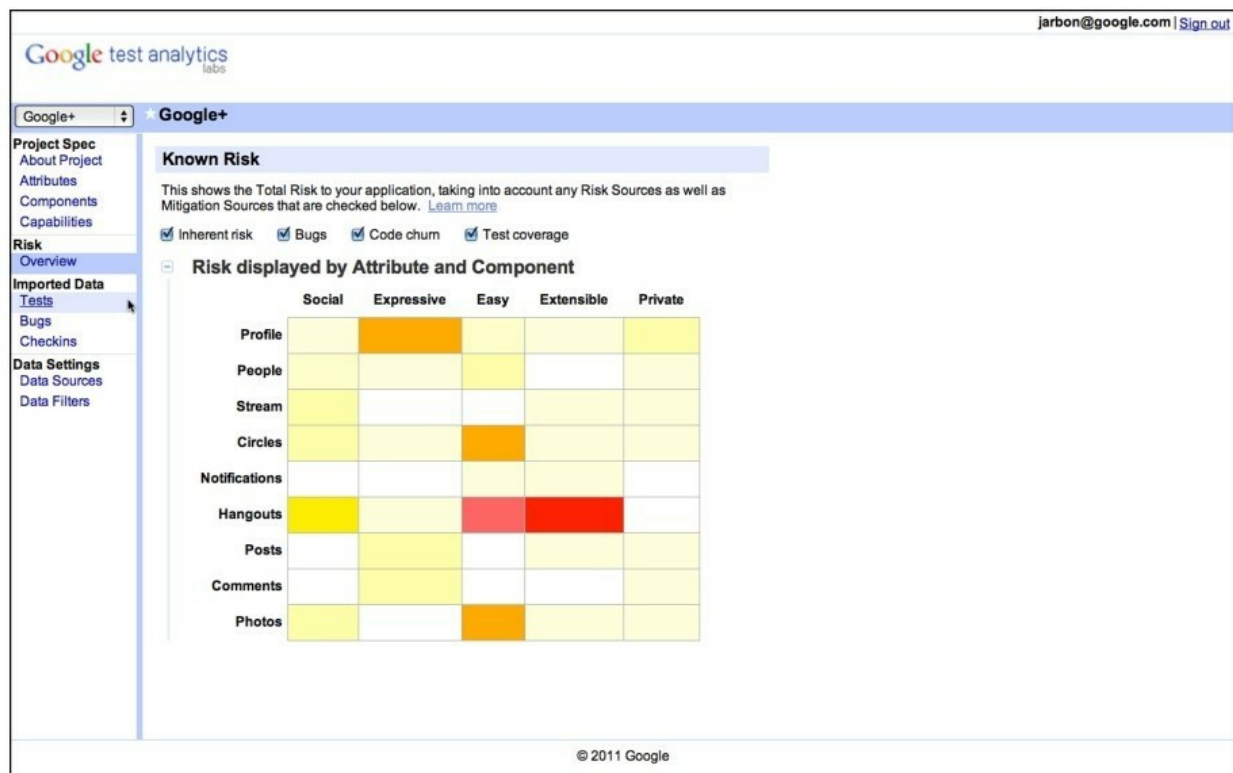 jarbon@google.com | Sign out
Google test analytics
labs
Google+
Google+
Project Spec
About Project
Attributes
Components
Capabilities
Risk
Overview
Imported Data
Tests
Bugs
Checkins
Data Settings
Data Sources
Data Filters
Known Risk
This shows the Total Risk to your application, taking into account any Risk Sources as well as
Mitigation Sources that are checked below. Learn more
Inherent risk Bugs Code churn Test coverage
Risk displayed by Attribute and Component
Social Expressive Easy Extensible Private
Profile
People
Stream
Circles
Notifications
Hangouts
Posts
Comments
Photos
© 2011 Google